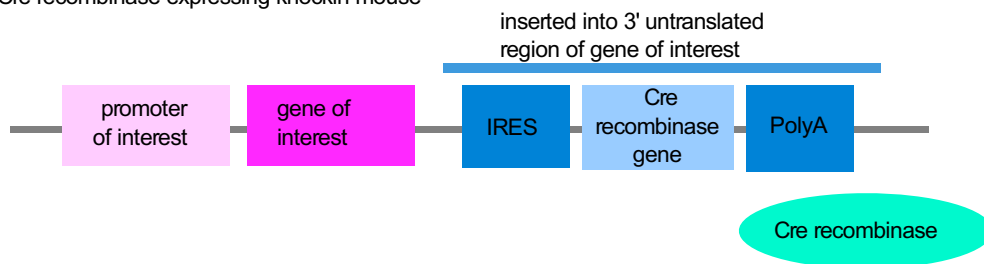 Cre recombinase expressing knockin mouse
inserted into 3' untranslated
region of gene of interest
promoter
of interest
gene of
interest
IRES
Cre
recombinase
gene
PolyA
Cre recombinase